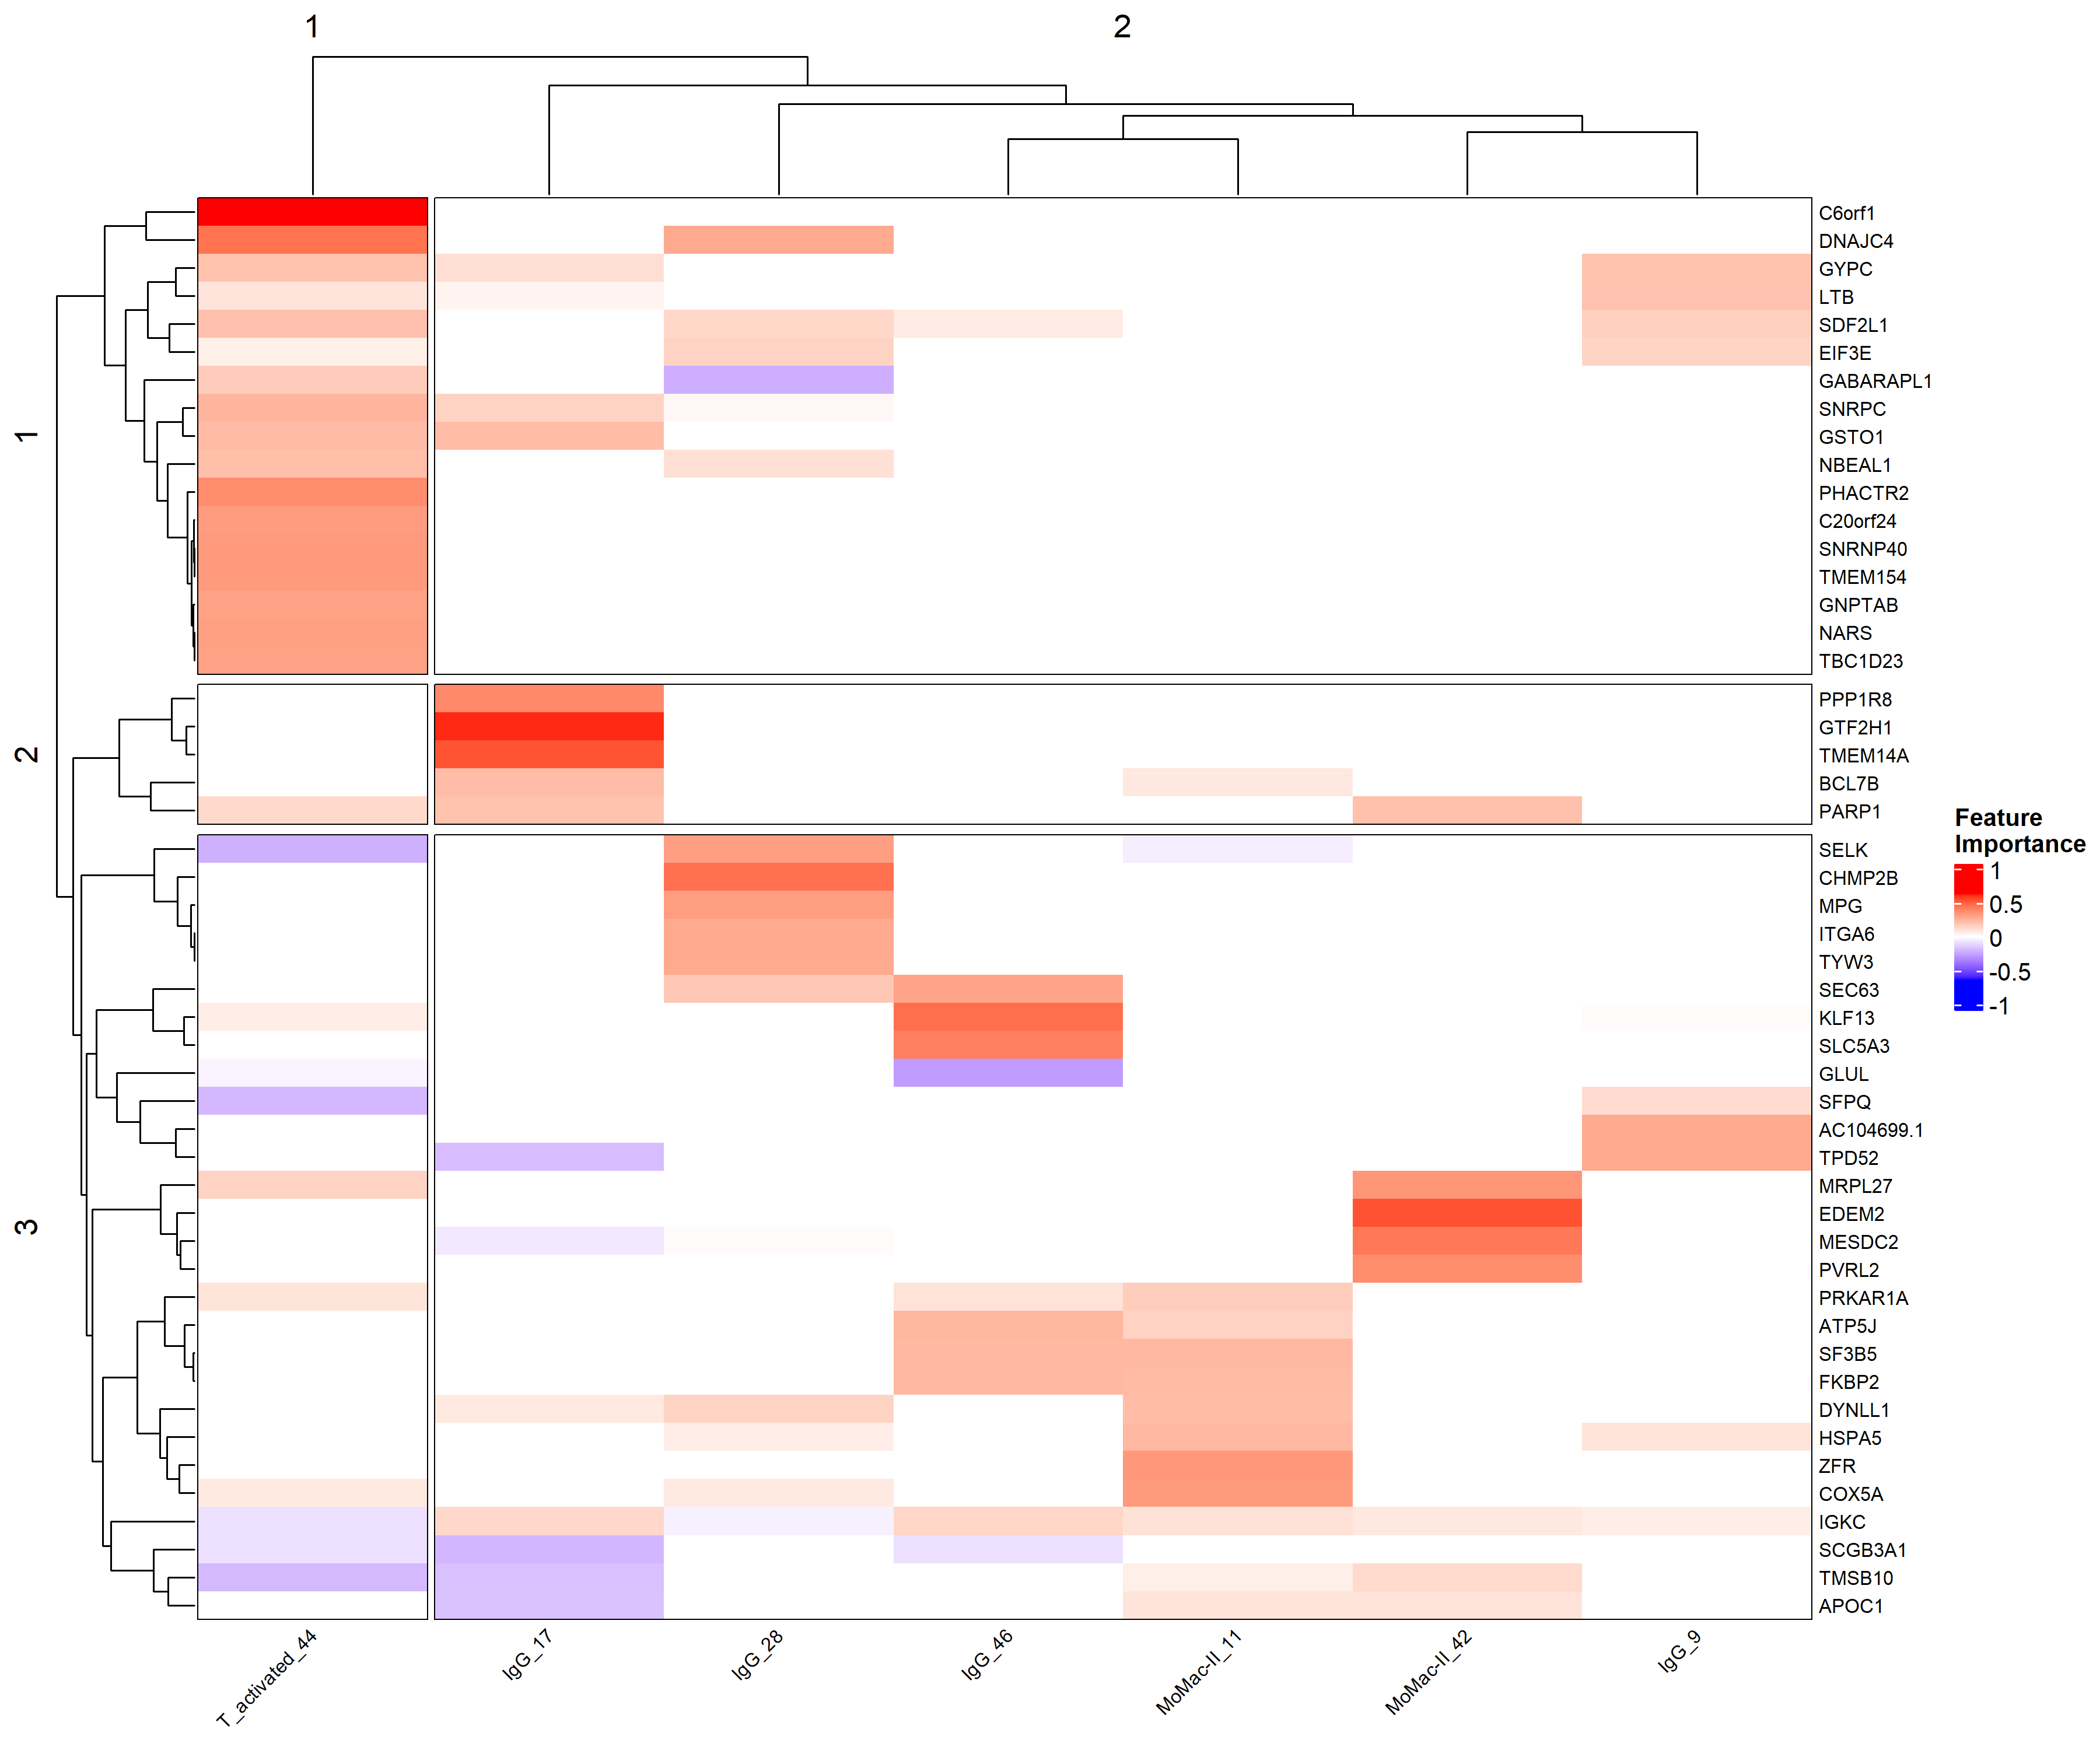 1
2
C6orf1
DNAJC4
GYPC
LTB
SDF2L1
EIF3E
GABARAPL1
SNRPC
GSTO1
NBEAL1
PHACTR2
C20orf24
SNRNP40
TMEM154
GNPTAB
NARS
TBC1D23
1
PPP1R8
GTF2H1
TMEM14A
BCL7B
PARP1
2
SELK
CHMP2B
MPG
ITGA6
TYW3
SEC63
KLF13
SLC5A3
GLUL
SFPQ
AC104699.1
TPD52
MRPL27
EDEM2
MESDC2
PVRL2
PRKAR1A
ATP5J
SF3B5
FKBP2
DYNLL1
HSPA5
ZFR
COX5A
IGKC
SCGB3A1
TMSB10
APOC1
3
T_activated_44
IgG_17
IgG_28
IgG_46
MoMac-II_11
MoMac-II_42
IgG_9
Feature
Importance
1
0.5
0
-0.5
-1